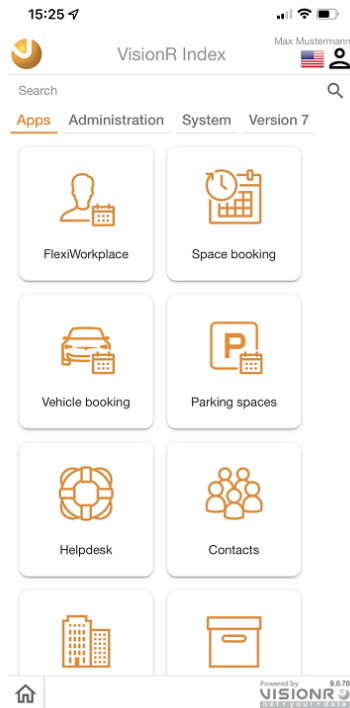 15:25
VisionR Index
Max Mustermann
Search
Apps Administration System Version 7
FlexiWorkplace Space booking
P
Vehicle booking Parking spaces
Helpdesk Contacts
Powered by 9.0.70
VISIONR
net • your • data